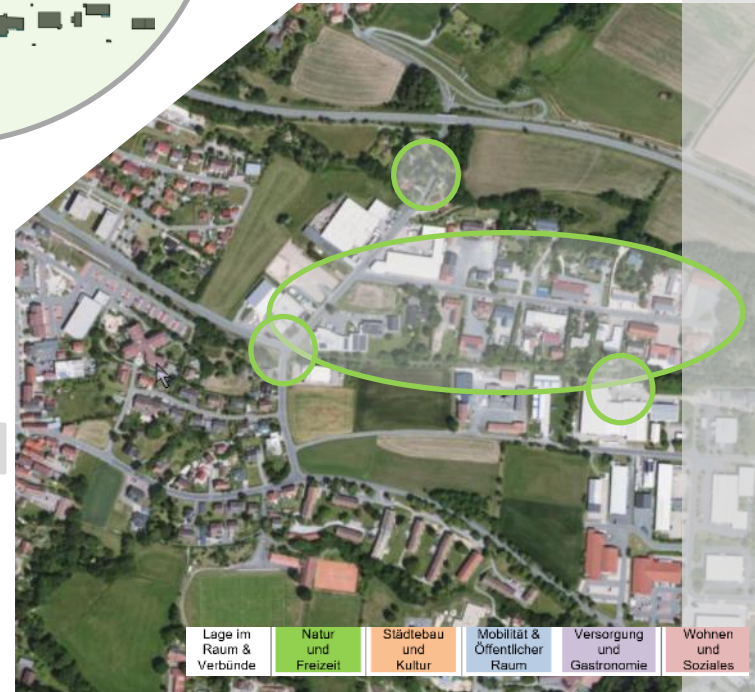 Lage im
Raum &
Verbünde
Natur
und
Freizeit
Städtebau
und
Kultur
Mobilität &
Öffentlicher
Raum
Versorgung
und
Gastronomie
Wohnen
und
Soziales